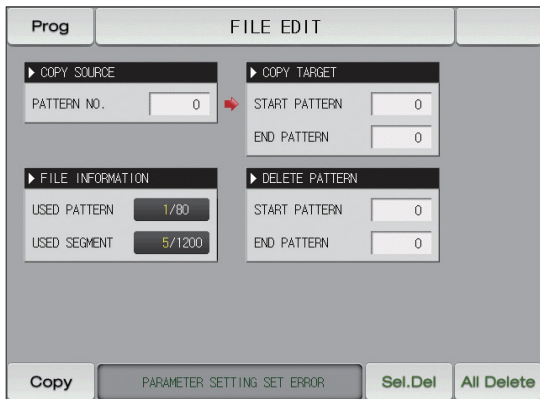 Prog
FILE EDIT
COPY SOURCE
PATTERN NO. 0
COPY TARGET
START PATTERN 0
END PATTERN 0
FILE INFORMATION
USED PATTERN 1/80
USED SEGMENT 5/1200
DELETE PATTERN
START PATTERN 0
END PATTERN 0
Copy
PARAMETER SETTING SET ERROR
Sel.Del
All Delete